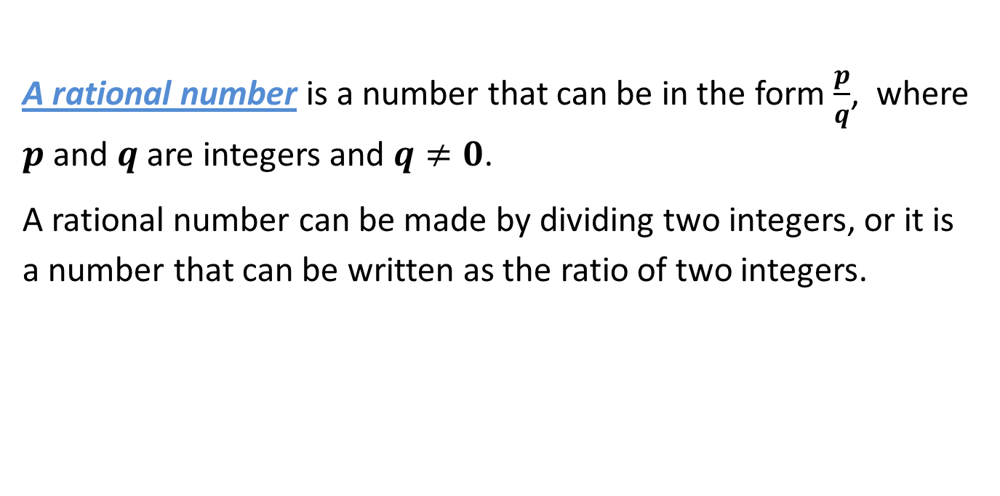 A rational number is a number that can be in the form p/q, where
p and q are integers and q ≠ 0.
A rational number can be made by dividing two integers, or it is
a number that can be written as the ratio of two integers.